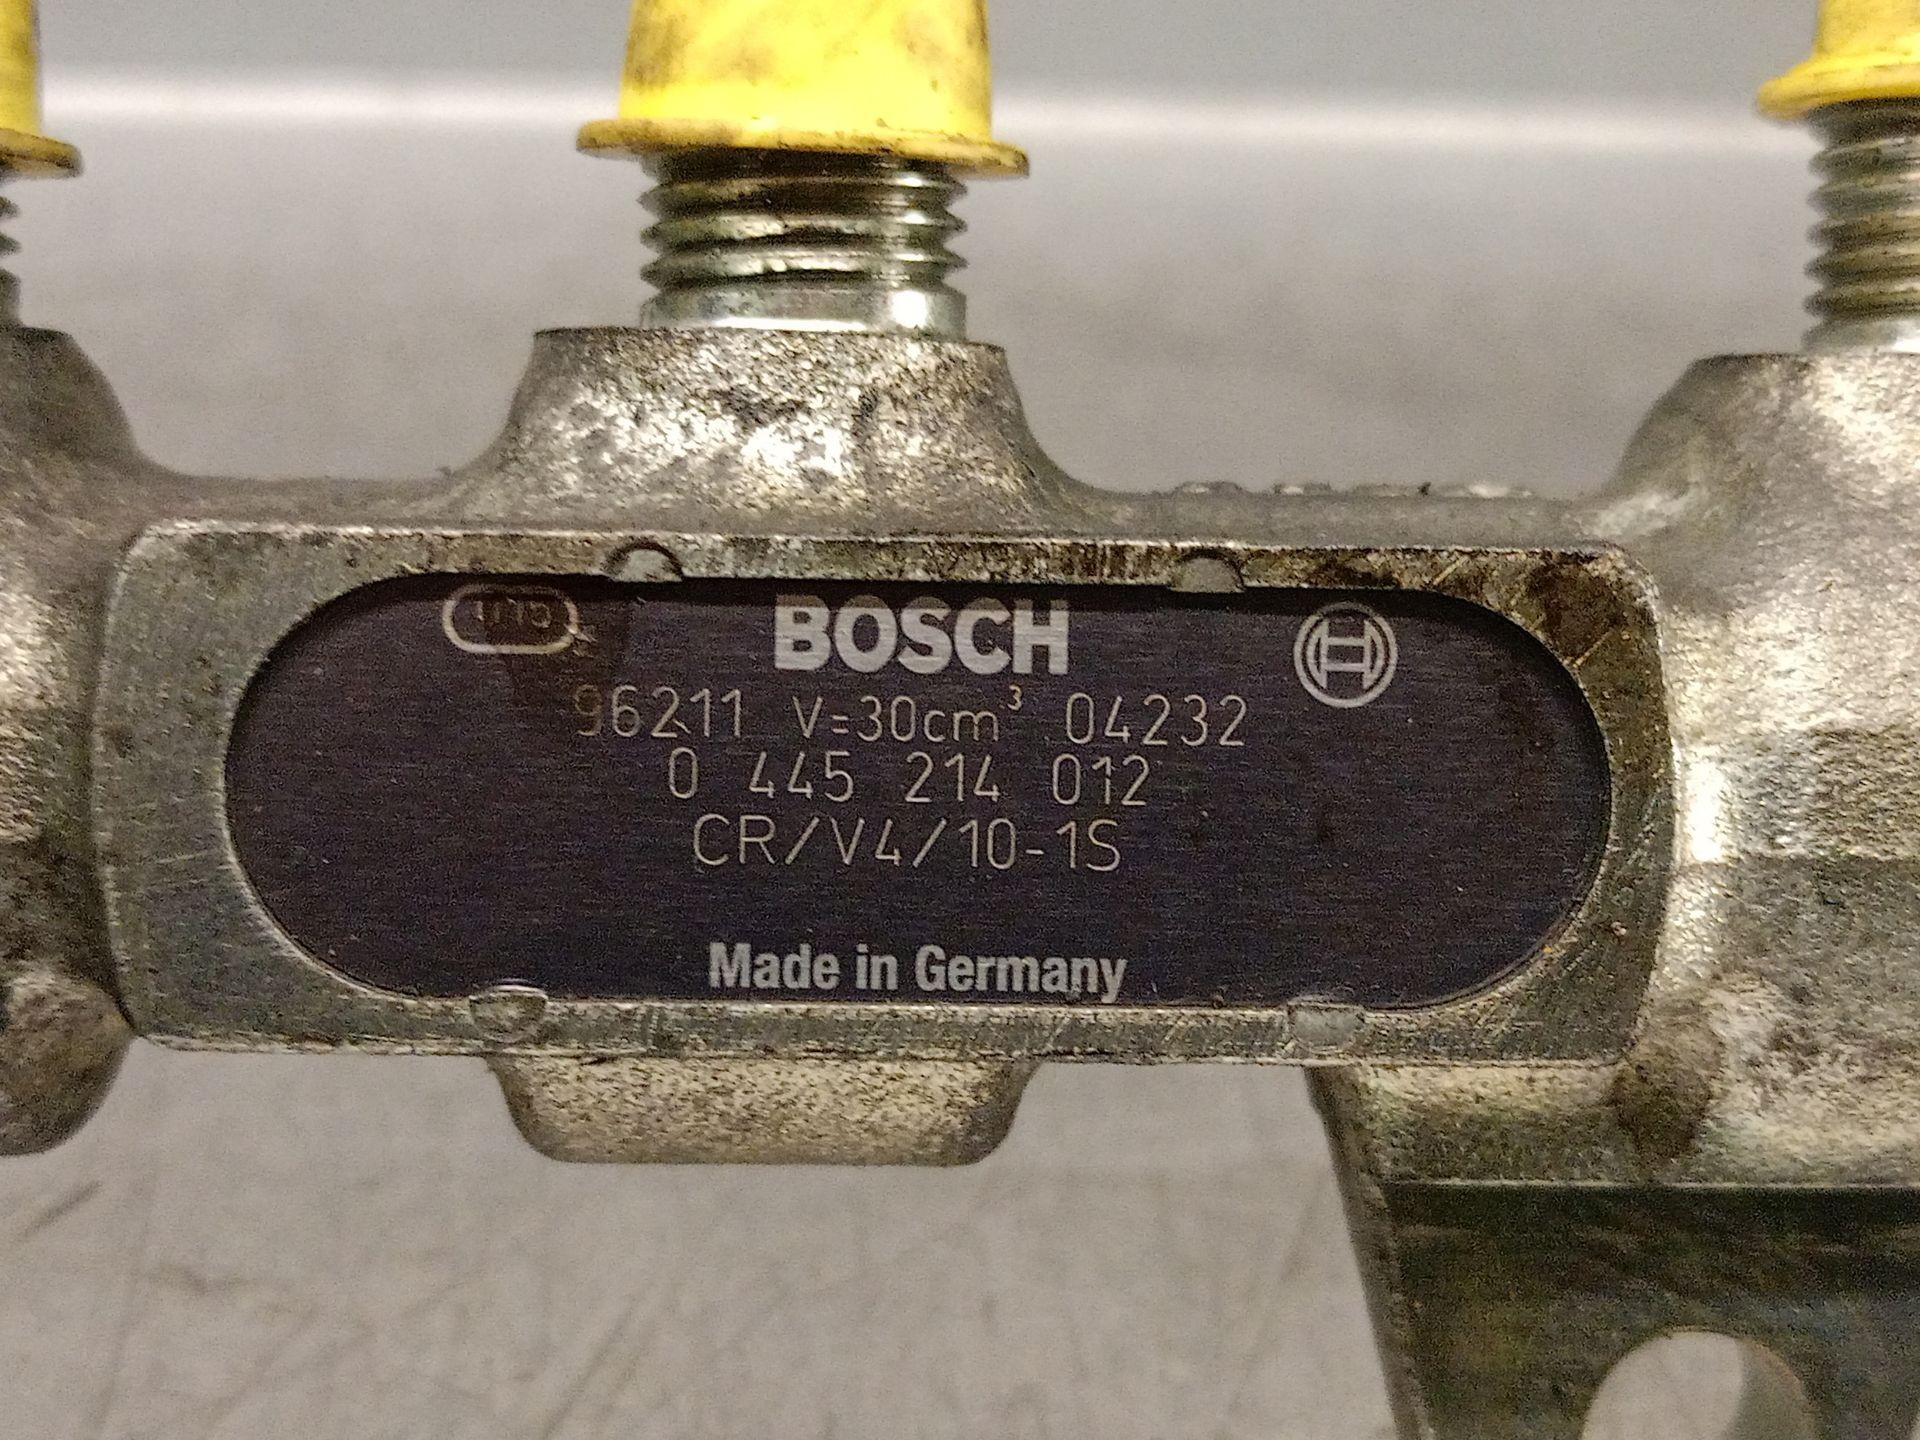 BOSCH
96211 V=30cm³ 04232
0 445 214 012
CR/V4/10-1S
Made in Germany